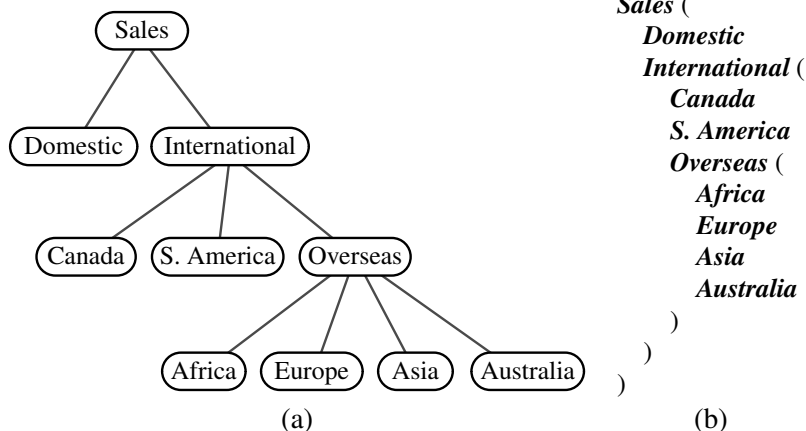 Sales
Domestic International
Canada S. America Overseas
Africa Europe Asia Australia
(a)
Sales (
Domestic
International (
Canada
S. America
Overseas (
Africa
Europe
Asia
Australia
)
)
)
(b)